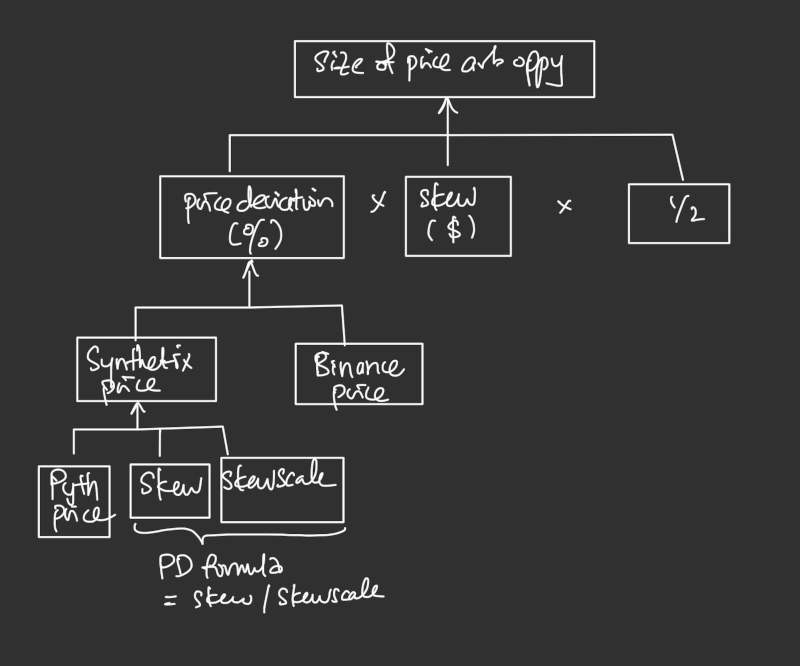 size of price arb oppy
price deviation
(%)
x
skew
($)
x
1/2
Synthetix
price
Binance
price
Pyth
price
Skew
skewscale
PD formula
= skew / skewscale